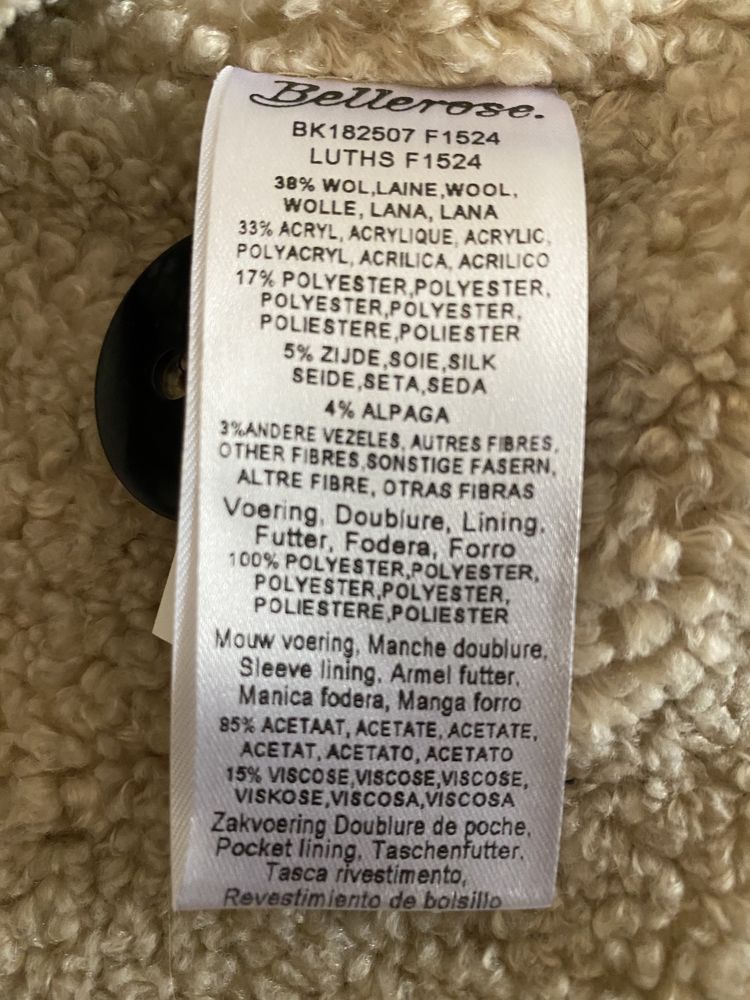 Bellerose.
BK182507 F1524
LUTHS F1524
38% WOL,LAINE,WOOL,
WOLLE, LANA, LANA
33% ACRYL, ACRYLIQUE, ACRYLIC,
POLYACRYL, ACRILICA, ACRILICO
17% POLYESTER,POLYESTER,
POLYESTER,POLYESTER,
POLIESTERE,POLIESTER
5% ZIJDE,SOIE,SILK
SEIDE,SETA,SEDA
4% ALPAGA
3%ANDERE VEZELES, AUTRES FIBRES,
OTHER FIBRES,SONSTIGE FASERN,
ALTRE FIBRE, OTRAS FIBRAS
Voering, Doublure, Lining,
Futter, Fodera, Forro
100% POLYESTER,POLYESTER,
POLYESTER,POLYESTER,
POLIESTERE,POLIESTER
Mouw voering, Manche doublure,
Sleeve lining, Armel futter,
Manica fodera, Manga forro
85% ACETAAT, ACETATE, ACETATE,
ACETAT, ACETATO, ACETATO
15% VISCOSE,VISCOSE,VISCOSE,
VISKOSE,VISCOSA,VISCOSA
Zakvoering Doublure de poche,
Pocket lining, Taschenfutter,
Tasca rivestimento,
Revestimiento de bolsillo